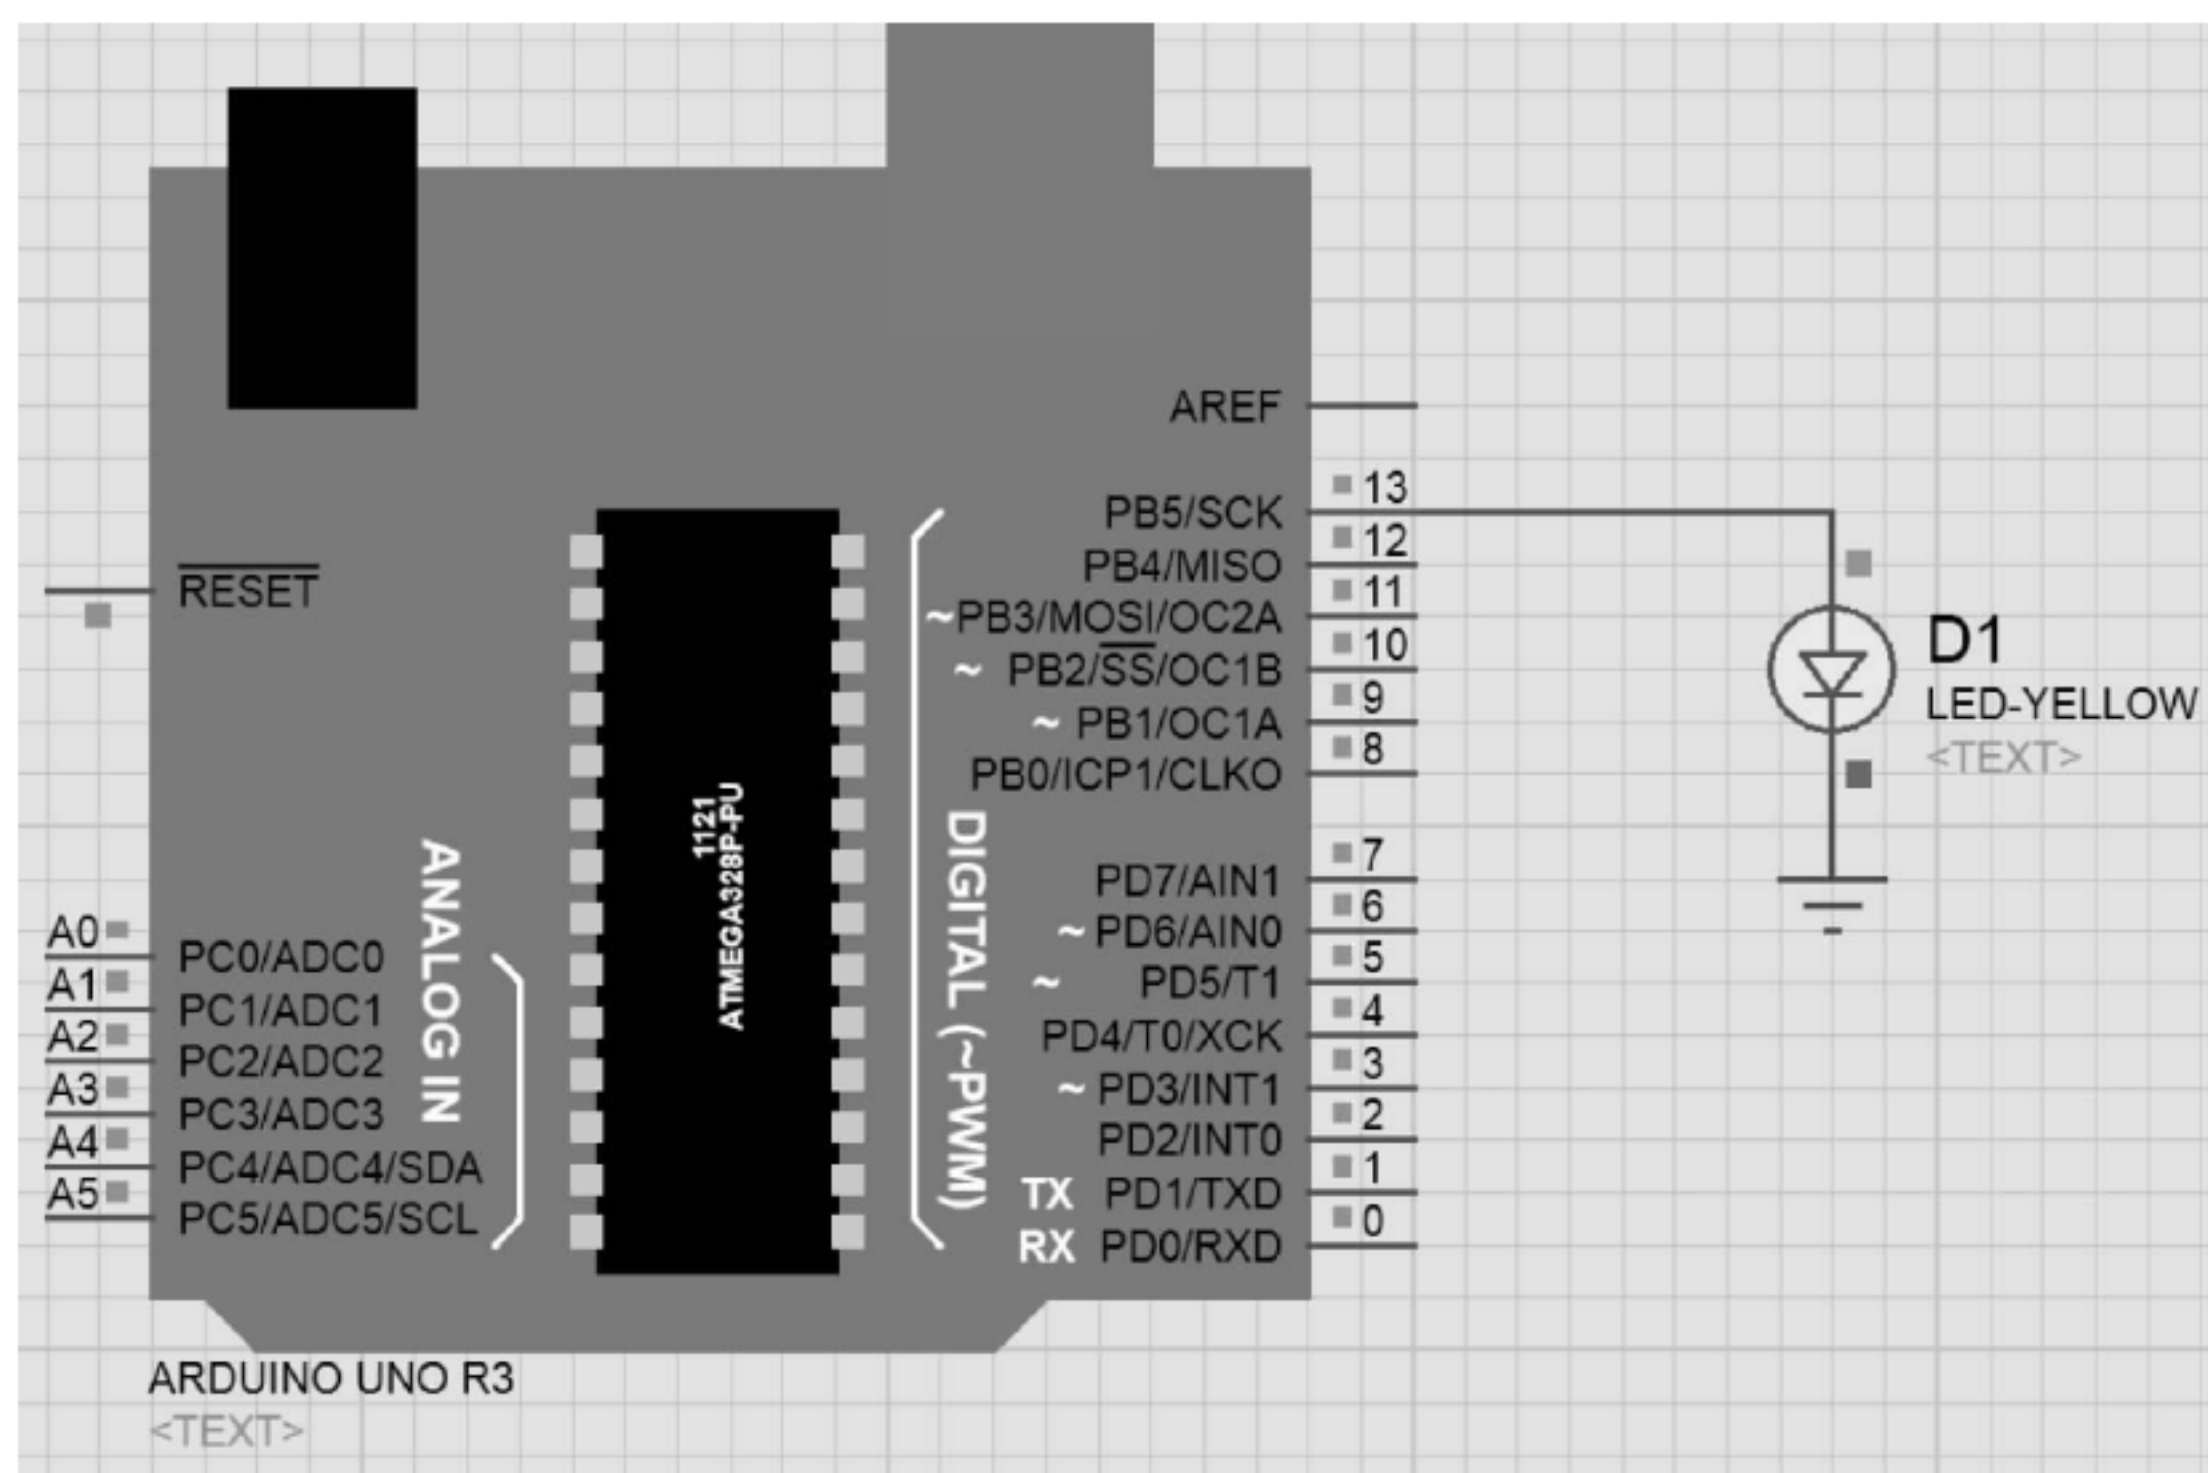 AREF
13
PB5/SCK
12
PB4/MISO
11
~PB3/MOSI/OC2A
10
~ PB2/SS/OC1B
9
~ PB1/OC1A
8
PB0/ICP1/CLKO
7
PD7/AIN1
6
~ PD6/AIN0
5
~ PD5/T1
4
PD4/T0/XCK
3
~ PD3/INT1
2
PD2/INT0
1
TX PD1/TXD
0
RX PD0/RXD
DIGITAL (~PWM)
1121
ATMEGA328P-PU
RESET
ANALOG IN
A0
PC0/ADC0
A1
PC1/ADC1
A2
PC2/ADC2
A3
PC3/ADC3
A4
PC4/ADC4/SDA
A5
PC5/ADC5/SCL
ARDUINO UNO R3
<TEXT>
D1
LED-YELLOW
<TEXT>